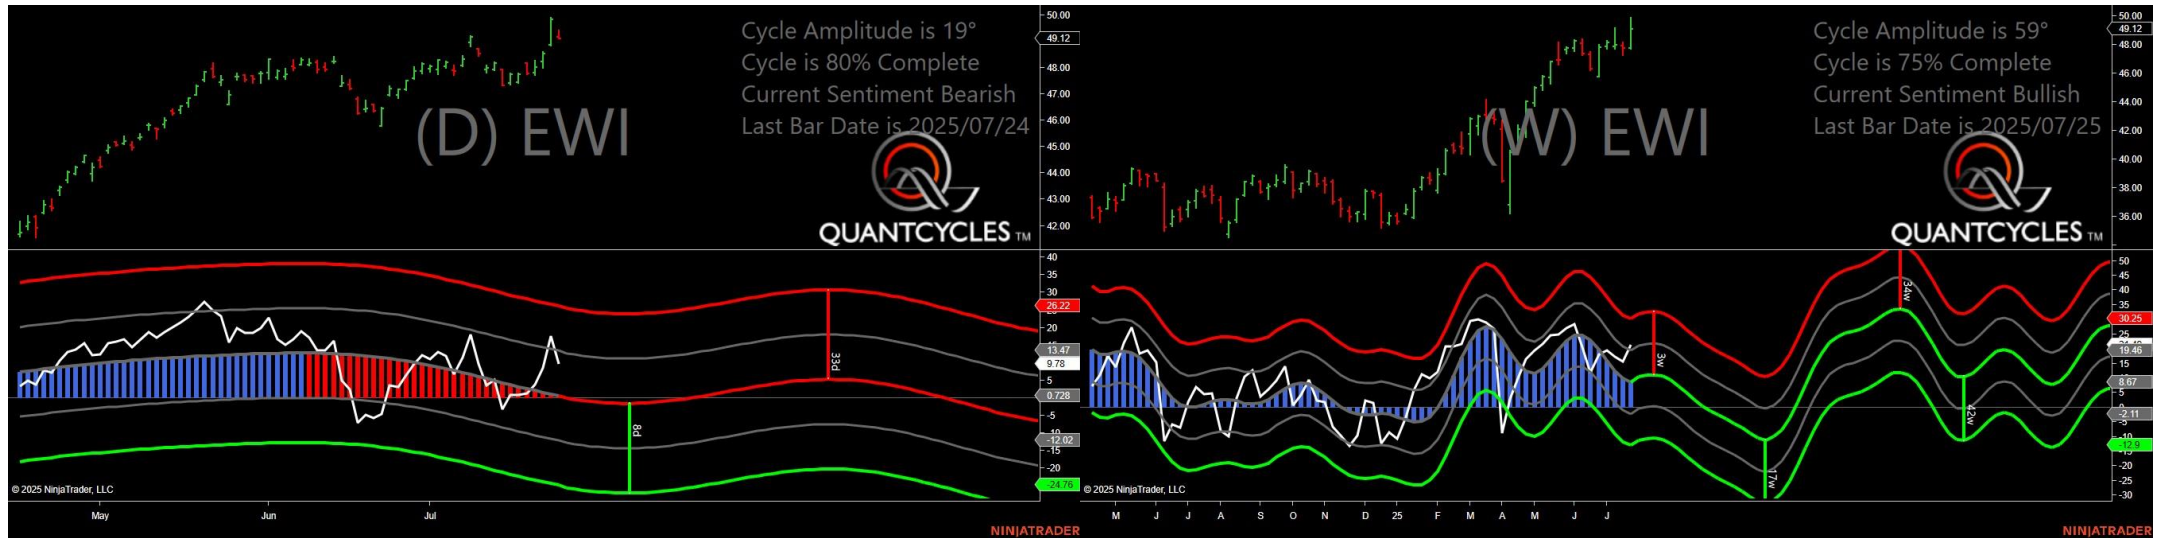 Cycle Amplitude is 19°
Cycle is 80% Complete
Current Sentiment Bearish
Last Bar Date is 2025/07/24
(D) EWI
QUANTCYCLES TM
50.00
49.12
48.00
47.00
46.00
45.00
44.00
43.00
42.00
40
35
30
26.22
20
13.47
9.78
5
0.728
-5
-12.02
-15
-20
-24.76
33d
8d
© 2025 NinjaTrader, LLC
May
Jun
Jul
NINJATRADER
Cycle Amplitude is 59°
Cycle is 75% Complete
Current Sentiment Bullish
Last Bar Date is 2025/07/25
(W) EWI
QUANTCYCLES TM
50.00
49.12
48.00
46.00
44.00
42.00
40.00
38.00
36.00
50
45
40
35
30.25
19.46
15
8.67
-2.11
-12.9
-20
-25
-30
3w
17w
34w
42w
© 2025 NinjaTrader, LLC
M J J A S O N D 25 F M A M J J
NINJATRADER